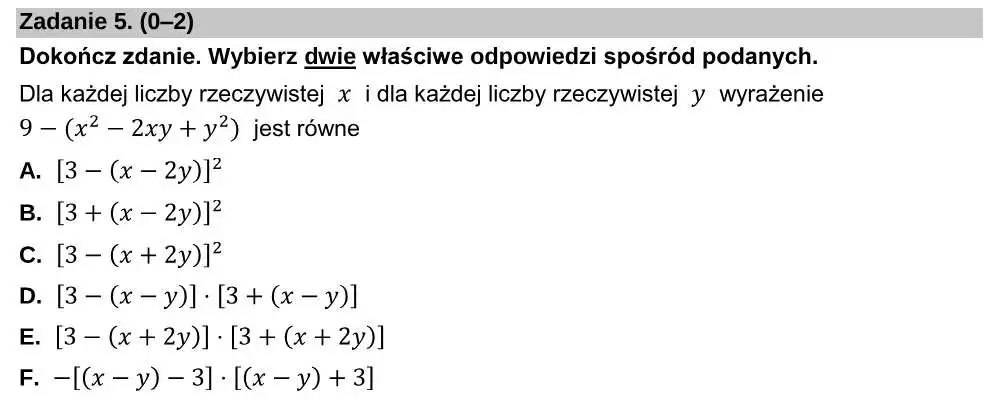 Zadanie 5. (0–2)
Dokończ zdanie. Wybierz dwie właściwe odpowiedzi spośród podanych.
Dla każdej liczby rzeczywistej x i dla każdej liczby rzeczywistej y wyrażenie
9 − (x² − 2xy + y²) jest równe
A. [3 − (x − 2y)]²
B. [3 + (x − 2y)]²
C. [3 − (x + 2y)]²
D. [3 − (x − y)] · [3 + (x − y)]
E. [3 − (x + 2y)] · [3 + (x + 2y)]
F. −[(x − y) − 3] · [(x − y) + 3]